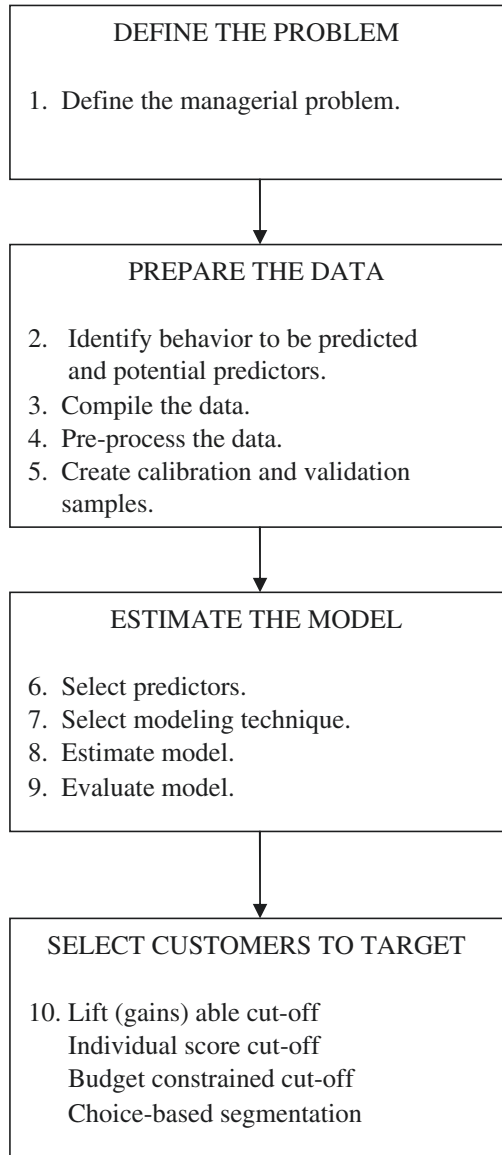 DEFINE THE PROBLEM
1. Define the managerial problem.
PREPARE THE DATA
2. Identify behavior to be predicted
and potential predictors.
3. Compile the data.
4. Pre-process the data.
5. Create calibration and validation
samples.
ESTIMATE THE MODEL
6. Select predictors.
7. Select modeling technique.
8. Estimate model.
9. Evaluate model.
SELECT CUSTOMERS TO TARGET
10. Lift (gains) able cut-off
Individual score cut-off
Budget constrained cut-off
Choice-based segmentation